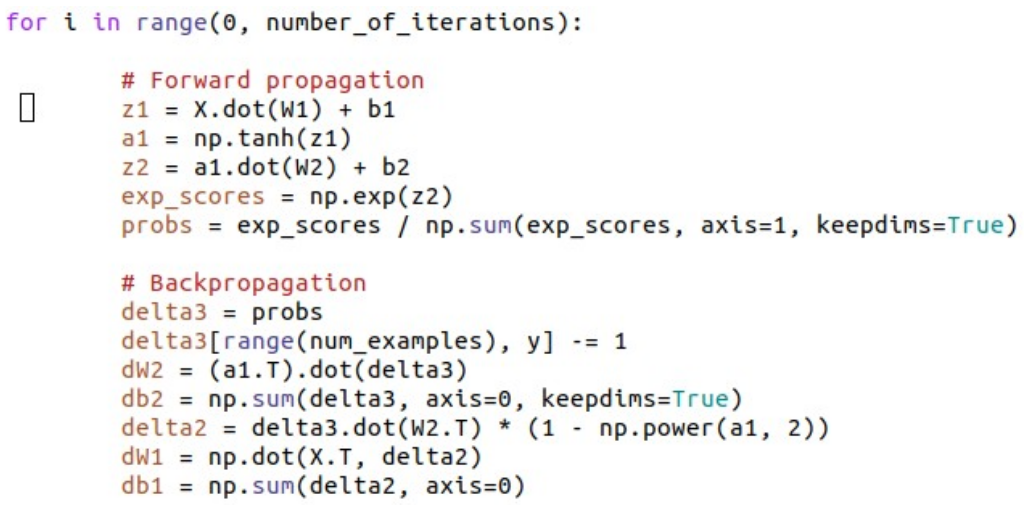 for i in range(0, number_of_iterations):
# Forward propagation
z1 = X.dot(W1) + b1
a1 = np.tanh(z1)
z2 = a1.dot(W2) + b2
exp_scores = np.exp(z2)
probs = exp_scores / np.sum(exp_scores, axis=1, keepdims=True)
# Backpropagation
delta3 = probs
delta3[range(num_examples), y] -= 1
dW2 = (a1.T).dot(delta3)
db2 = np.sum(delta3, axis=0, keepdims=True)
delta2 = delta3.dot(W2.T) * (1 - np.power(a1, 2))
dW1 = np.dot(X.T, delta2)
db1 = np.sum(delta2, axis=0)